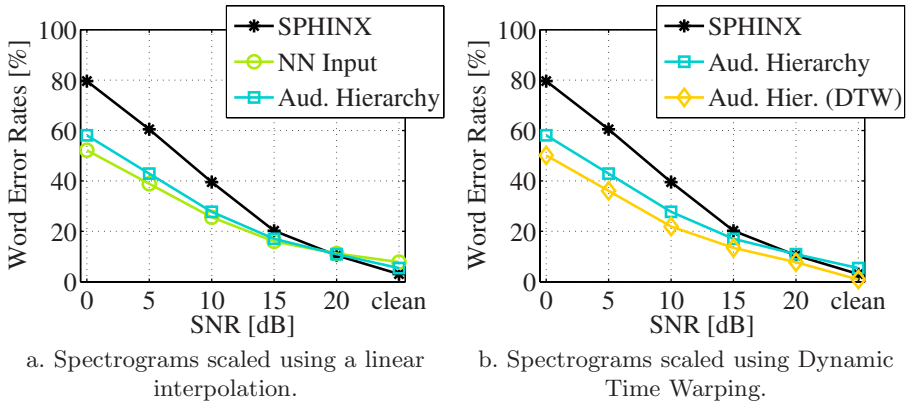 100
80
60
40
20
0
Word Error Rates [%]
SPHINX
NN Input
Aud. Hierarchy
0 5 10 15 20 clean
SNR [dB]
a. Spectrograms scaled using a linear
interpolation.
100
80
60
40
20
0
Word Error Rates [%]
SPHINX
Aud. Hierarchy
Aud. Hier. (DTW)
0 5 10 15 20 clean
SNR [dB]
b. Spectrograms scaled using Dynamic
Time Warping.